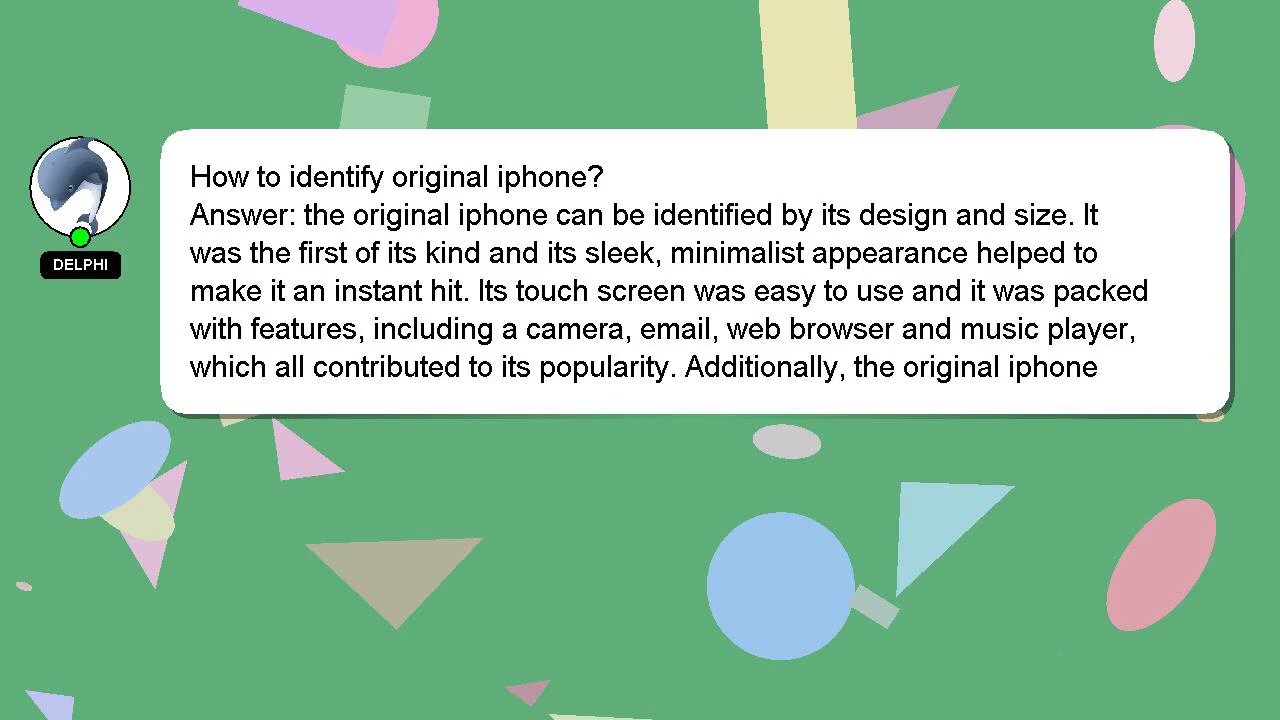 How to identify original iphone?
Answer: the original iphone can be identified by its design and size. It
was the first of its kind and its sleek, minimalist appearance helped to
make it an instant hit. Its touch screen was easy to use and it was packed
with features, including a camera, email, web browser and music player,
which all contributed to its popularity. Additionally, the original iphone
DELPHI